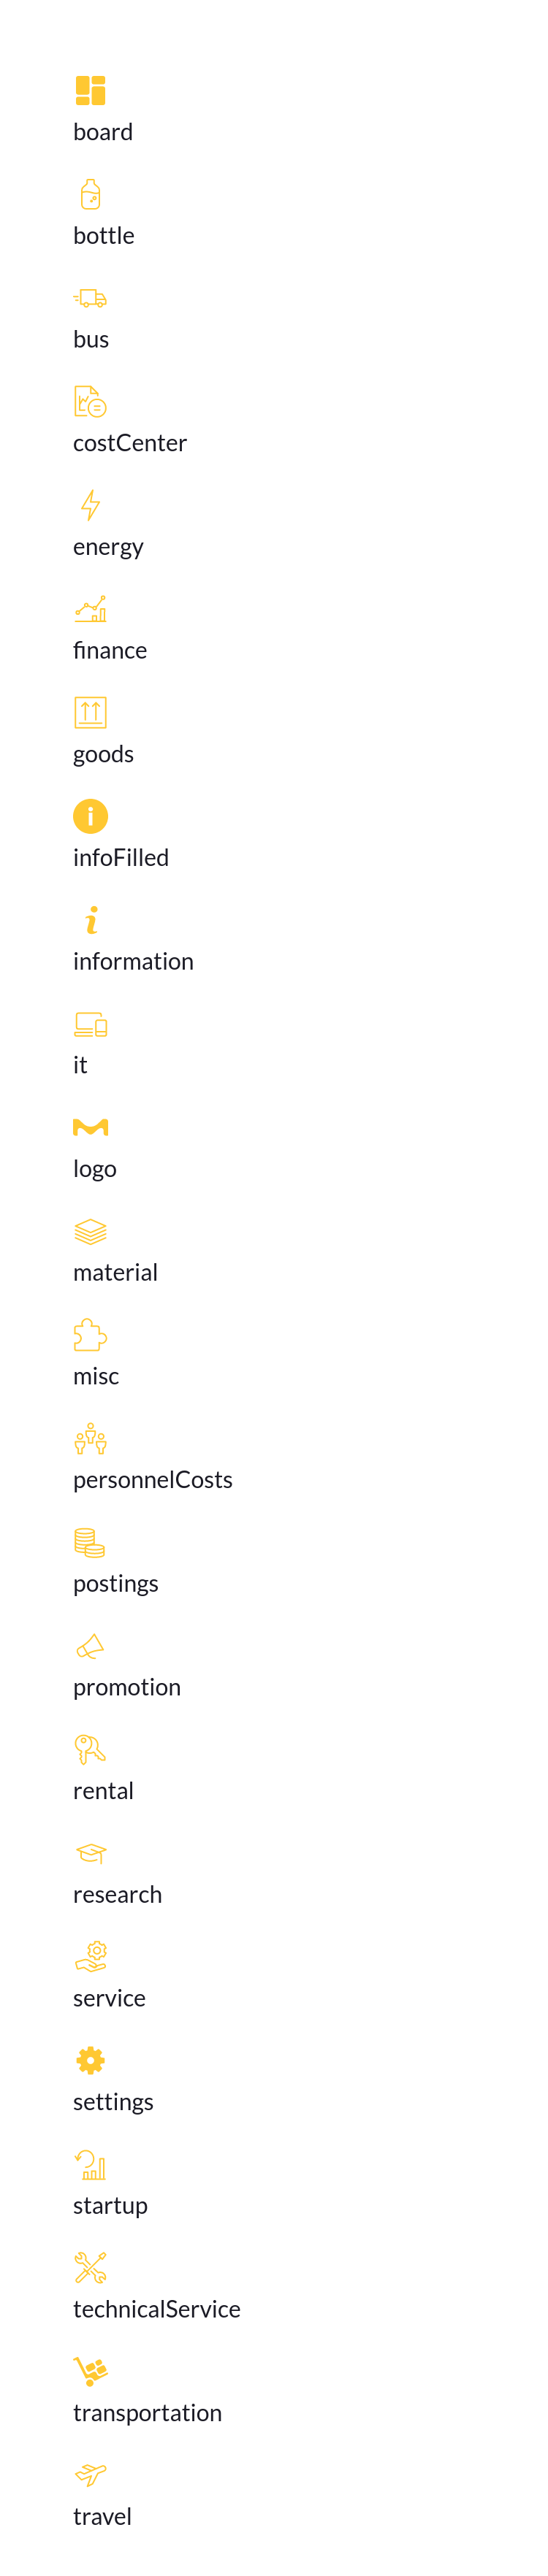 board
bottle
bus
costCenter
energy
finance
goods
infoFilled
information
it
logo
material
misc
personnelCosts
postings
promotion
rental
research
service
settings
startup
technicalService
transportation
travel